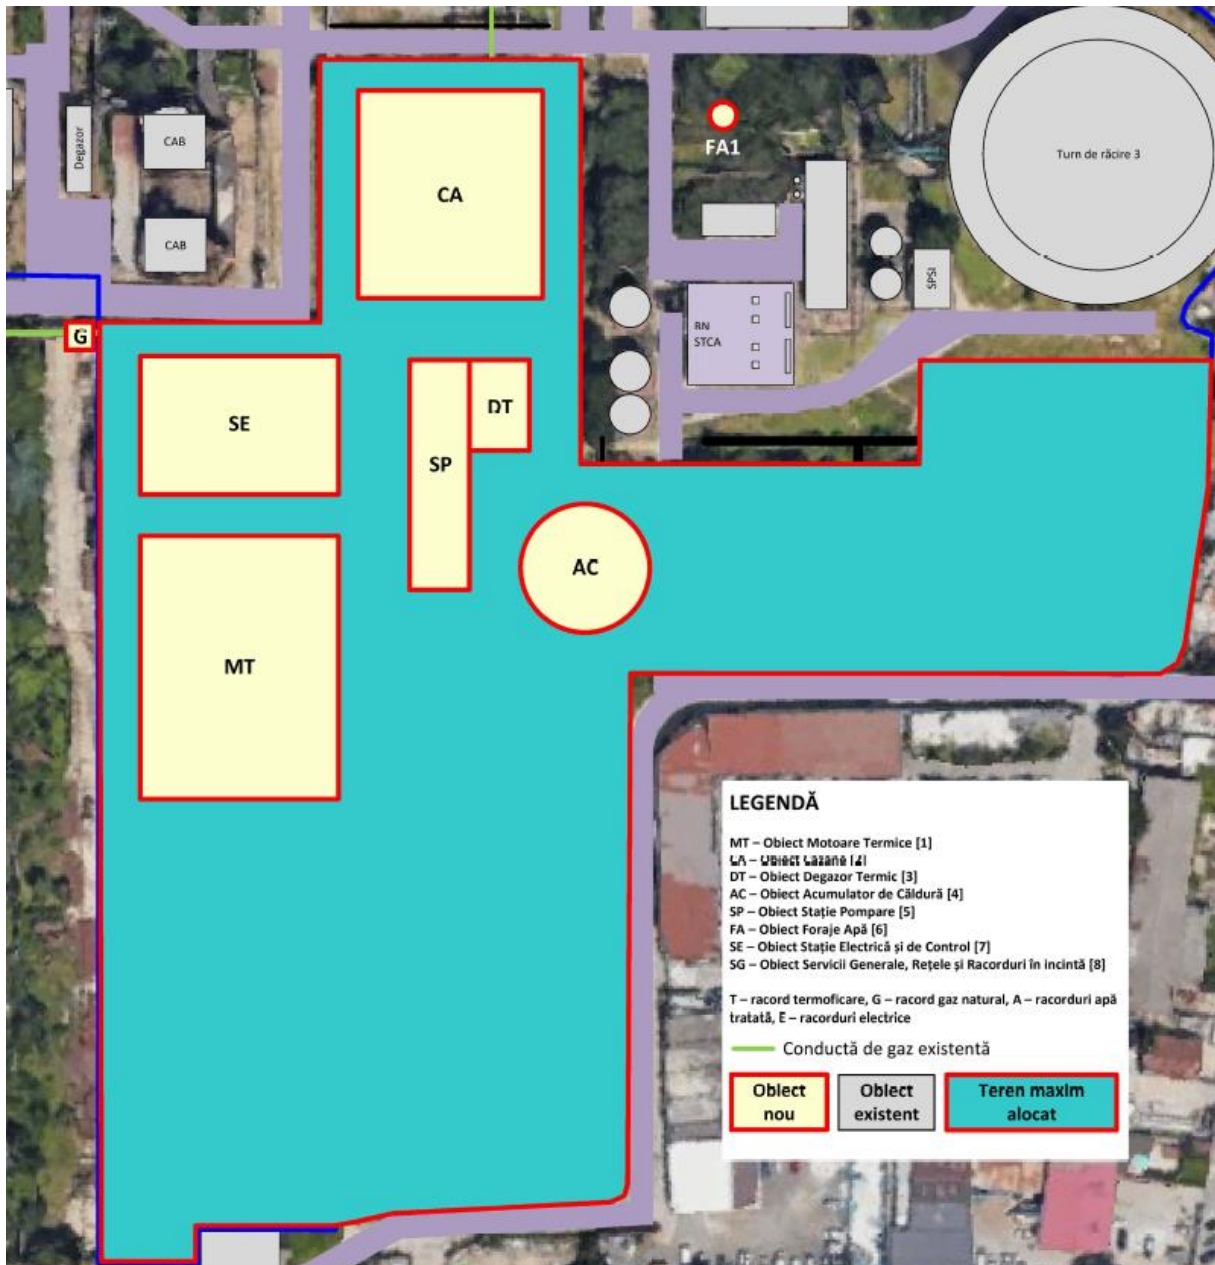 CAB
Degazor
CA
FA1
Turn de răcire 3
CAB
SPSI
RN
STCA
G
SE
DT
SP
AC
MT
LEGENDĂ
MT – Obiect Motoare Termice [1]
CA – Obiect Cazane [2]
DT – Obiect Degazor Termic [3]
AC – Obiect Acumulator de Căldură [4]
SP – Obiect Stație Pompare [5]
FA – Obiect Foraje Apă [6]
SE – Obiect Stație Electrică și de Control [7]
SG – Obiect Servicii Generale, Rețele și Racorduri în incintă [8]
T – racord termoficare, G – racord gaz natural, A – racorduri apă
tratată, E – racorduri electrice
Conductă de gaz existentă
Obiect
nou
Obiect
existent
Teren maxim
alocat